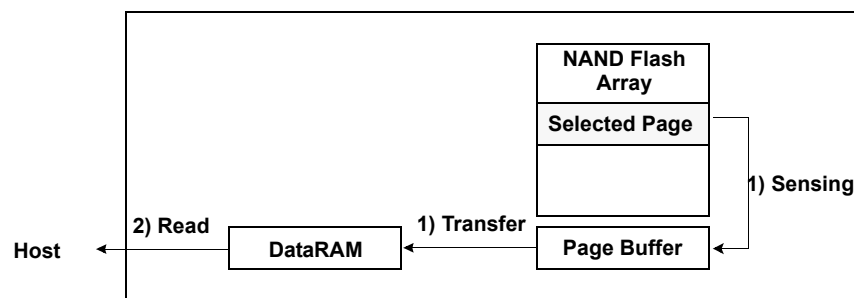 NAND Flash
Array
Selected Page
1) Sensing
2) Read
1) Transfer
Host
DataRAM
Page Buffer